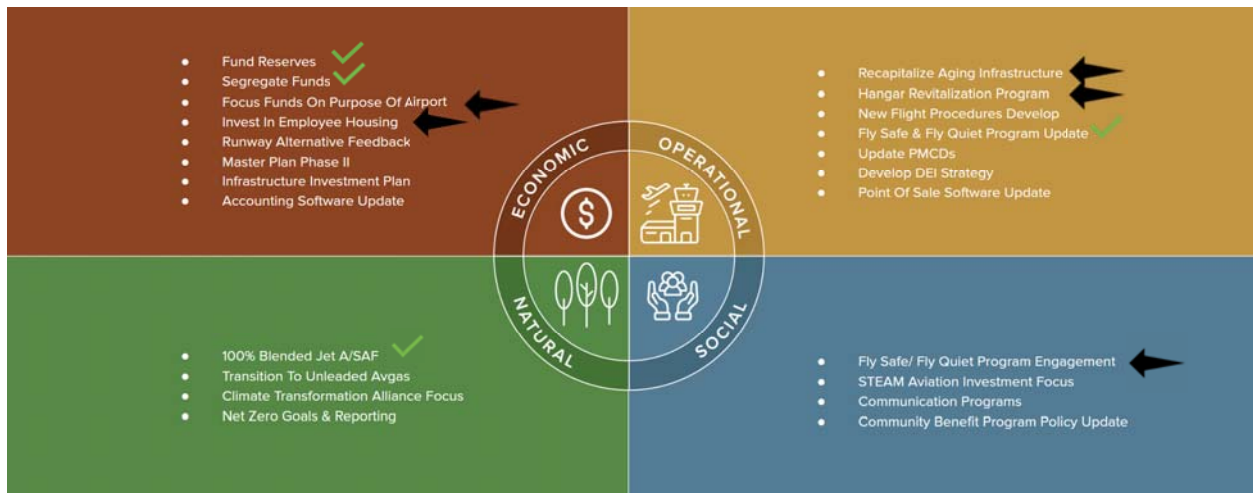 Fund Reserves
Segregate Funds
Focus Funds On Purpose Of Airport
Invest In Employee Housing
Runway Alternative Feedback
Master Plan Phase II
Infrastructure Investment Plan
Accounting Software Update
Recapitalize Aging Infrastructure
Hangar Revitalization Program
New Flight Procedures Develop
Fly Safe & Fly Quiet Program Update
Update PMCDs
Develop DEI Strategy
Point Of Sale Software Update
ECONOMIC
OPERATIONAL
$
NATURAL
SOCIAL
100% Blended Jet A/SAF
Transition To Unleaded Avgas
Climate Transformation Alliance Focus
Net Zero Goals & Reporting
Fly Safe/ Fly Quiet Program Engagement
STEAM Aviation Investment Focus
Communication Programs
Community Benefit Program Policy Update